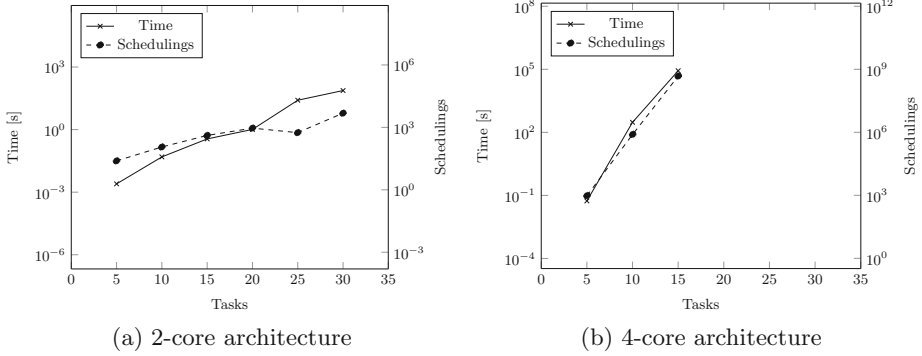 Time
Schedulings
10^3
10^0
10^−3
10^−6
Time [s]
10^6
10^3
10^0
10^−3
Schedulings
0 5 10 15 20 25 30 35
Tasks
(a) 2-core architecture
Time
Schedulings
10^8
10^5
10^2
10^−1
10^−4
Time [s]
10^12
10^9
10^6
10^3
10^0
Schedulings
0 5 10 15 20 25 30 35
Tasks
(b) 4-core architecture